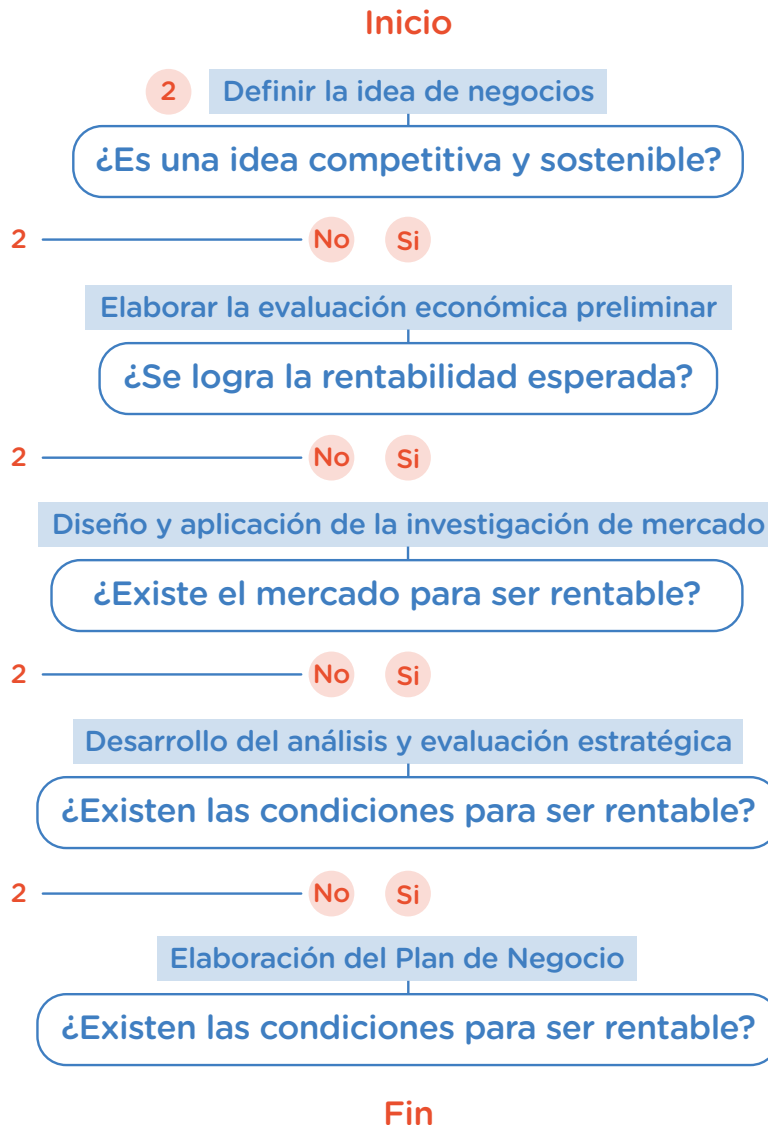 Inicio
2 Definir la idea de negocios
¿Es una idea competitiva y sostenible?
2 No Si
Elaborar la evaluación económica preliminar
¿Se logra la rentabilidad esperada?
2 No Si
Diseño y aplicación de la investigación de mercado
¿Existe el mercado para ser rentable?
2 No Si
Desarrollo del análisis y evaluación estratégica
¿Existen las condiciones para ser rentable?
2 No Si
Elaboración del Plan de Negocio
¿Existen las condiciones para ser rentable?
Fin